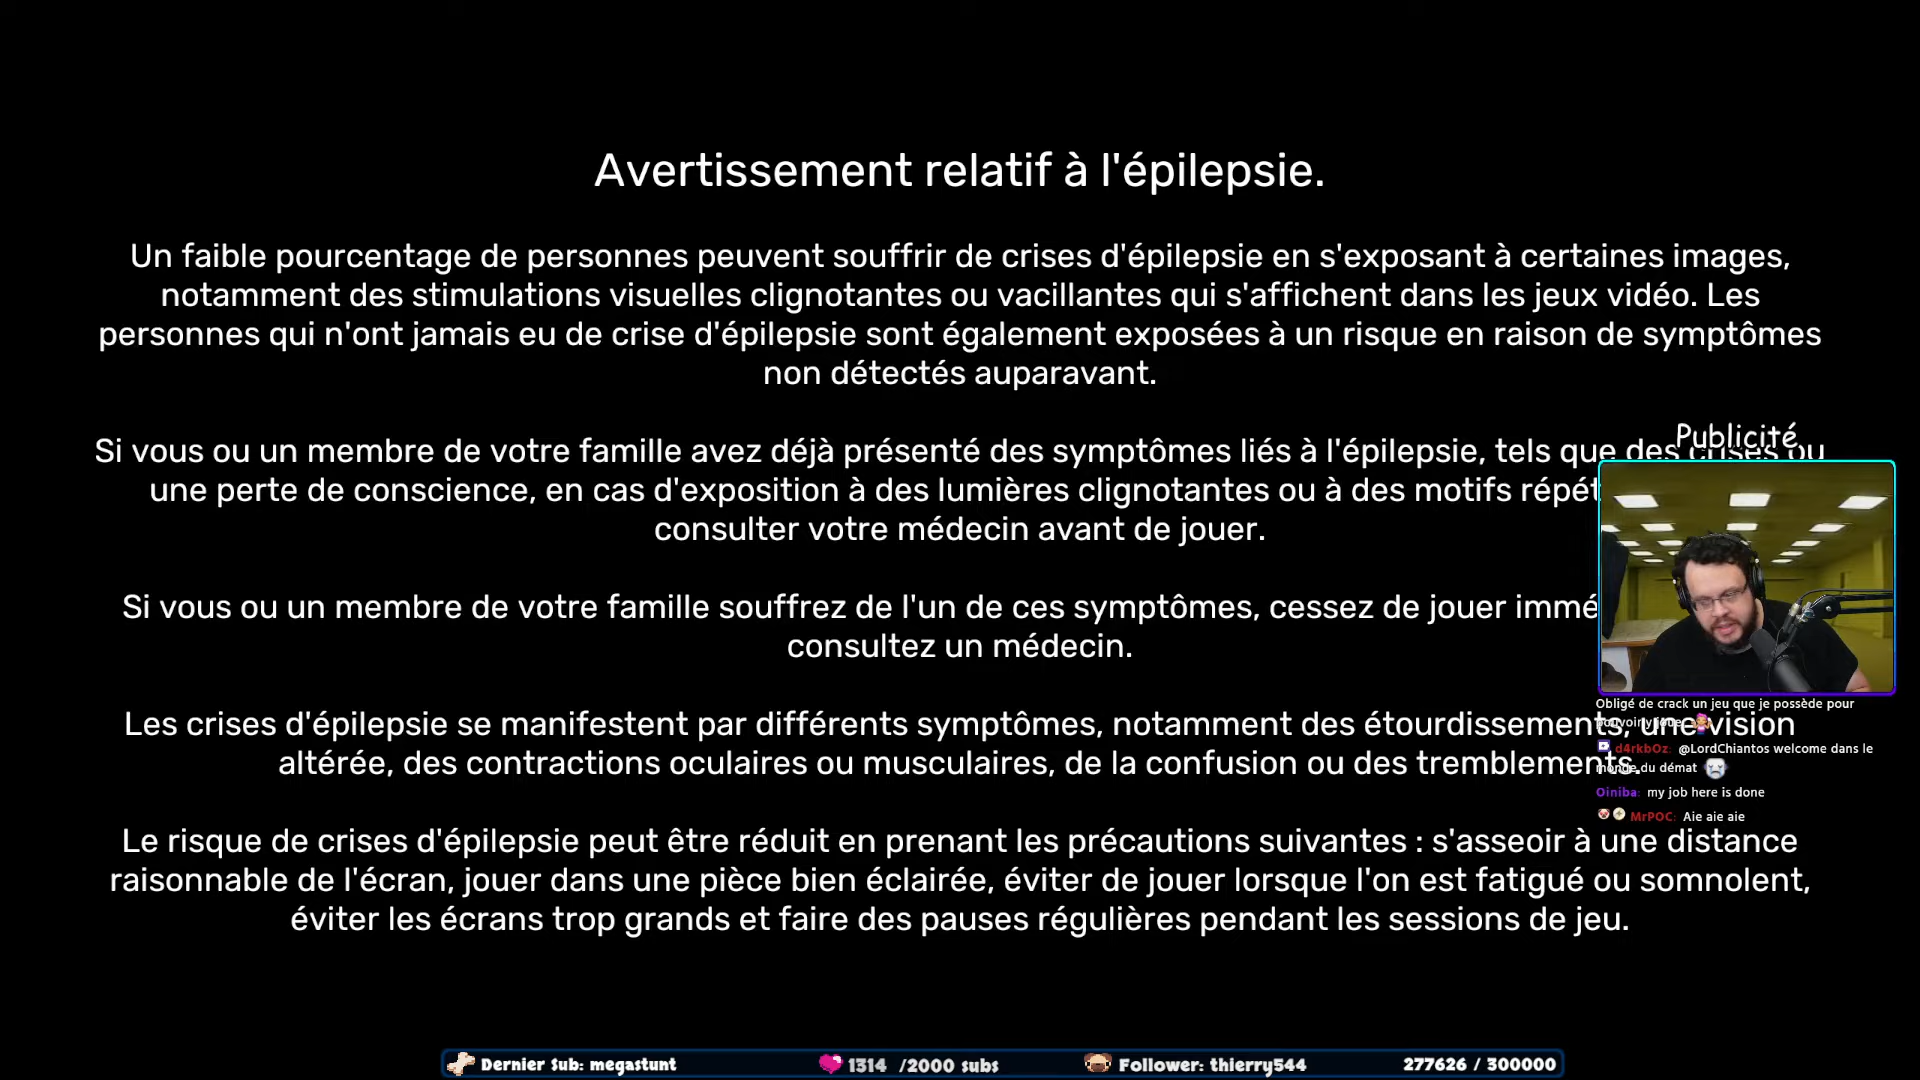 Avertissement relatif à l'épilepsie.
Un faible pourcentage de personnes peuvent souffrir de crises d'épilepsie en s'exposant à certaines images,
notamment des stimulations visuelles clignotantes ou vacillantes qui s'affichent dans les jeux vidéo. Les
personnes qui n'ont jamais eu de crise d'épilepsie sont également exposées à un risque en raison de symptômes
non détectés auparavant.
Si vous ou un membre de votre famille avez déjà présenté des symptômes liés à l'épilepsie, tels que des crises ou
une perte de conscience, en cas d'exposition à des lumières clignotantes ou à des motifs
consulter votre médecin avant de jouer.
Si vous ou un membre de votre famille souffrez de l'un de ces symptômes, cessez de jouer
consultez un médecin.
Les crises d'épilepsie se manifestent par différents symptômes, notamment des étourdissements, une vision
altérée, des contractions oculaires ou musculaires, de la confusion ou des tremblements.
Le risque de crises d'épilepsie peut être réduit en prenant les précautions suivantes : s'asseoir à une distance
raisonnable de l'écran, jouer dans une pièce bien éclairée, éviter de jouer lorsque l'on est fatigué ou somnolent,
éviter les écrans trop grands et faire des pauses régulières pendant les sessions de jeu.
Publicité
Obligé de crack un jeu que je possède pour
d4rkbOz: @LordChiantos welcome dans le
monde du démat
Oiniba: my job here is done
MrPOC: Aie aie aie
Dernier Sub: megastunt
1314 /2000 subs
Follower: thierry544
277626 / 300000